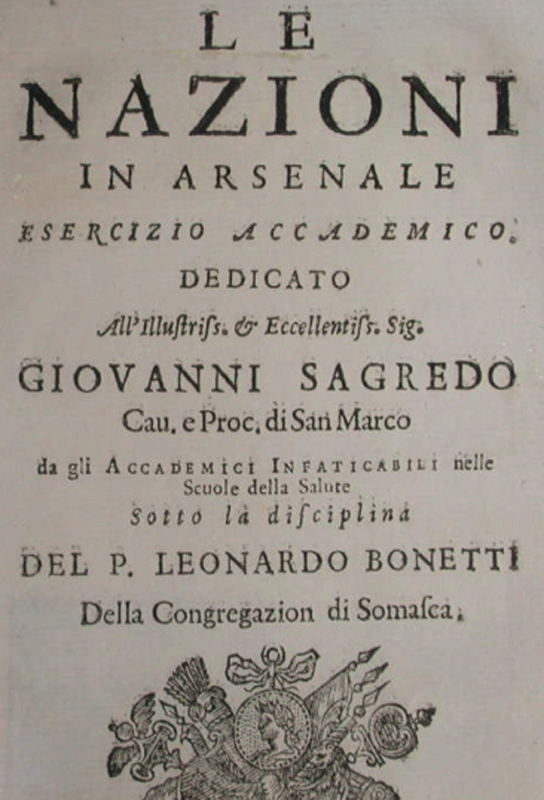 LE
NAZIONI
IN ARSENALE
ESERCIZIO ACCADEMICO.
DEDICATO
All'Illuſtriſs. & Eccellentiſs. Sig.
GIOVANNI SAGREDO
Cau. e Proc. di San Marco
da gli ACCADEMICI INFATICABILI nelle
Scuole della Salute
Sotto la diſciplina
DEL P. LEONARDO BONETTI
Della Congregazion di Somaſca.